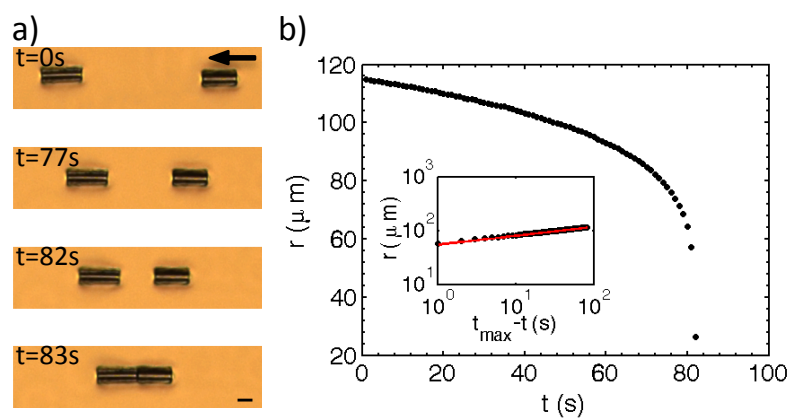 a)
t=0s
t=77s
t=82s
t=83s
b)
120
100
80
60
40
20
r (μ m)
0 20 40 60 80 100
t (s)
10³
10²
10¹
r (μ m)
10⁰ 10¹ 10²
t_max-t (s)